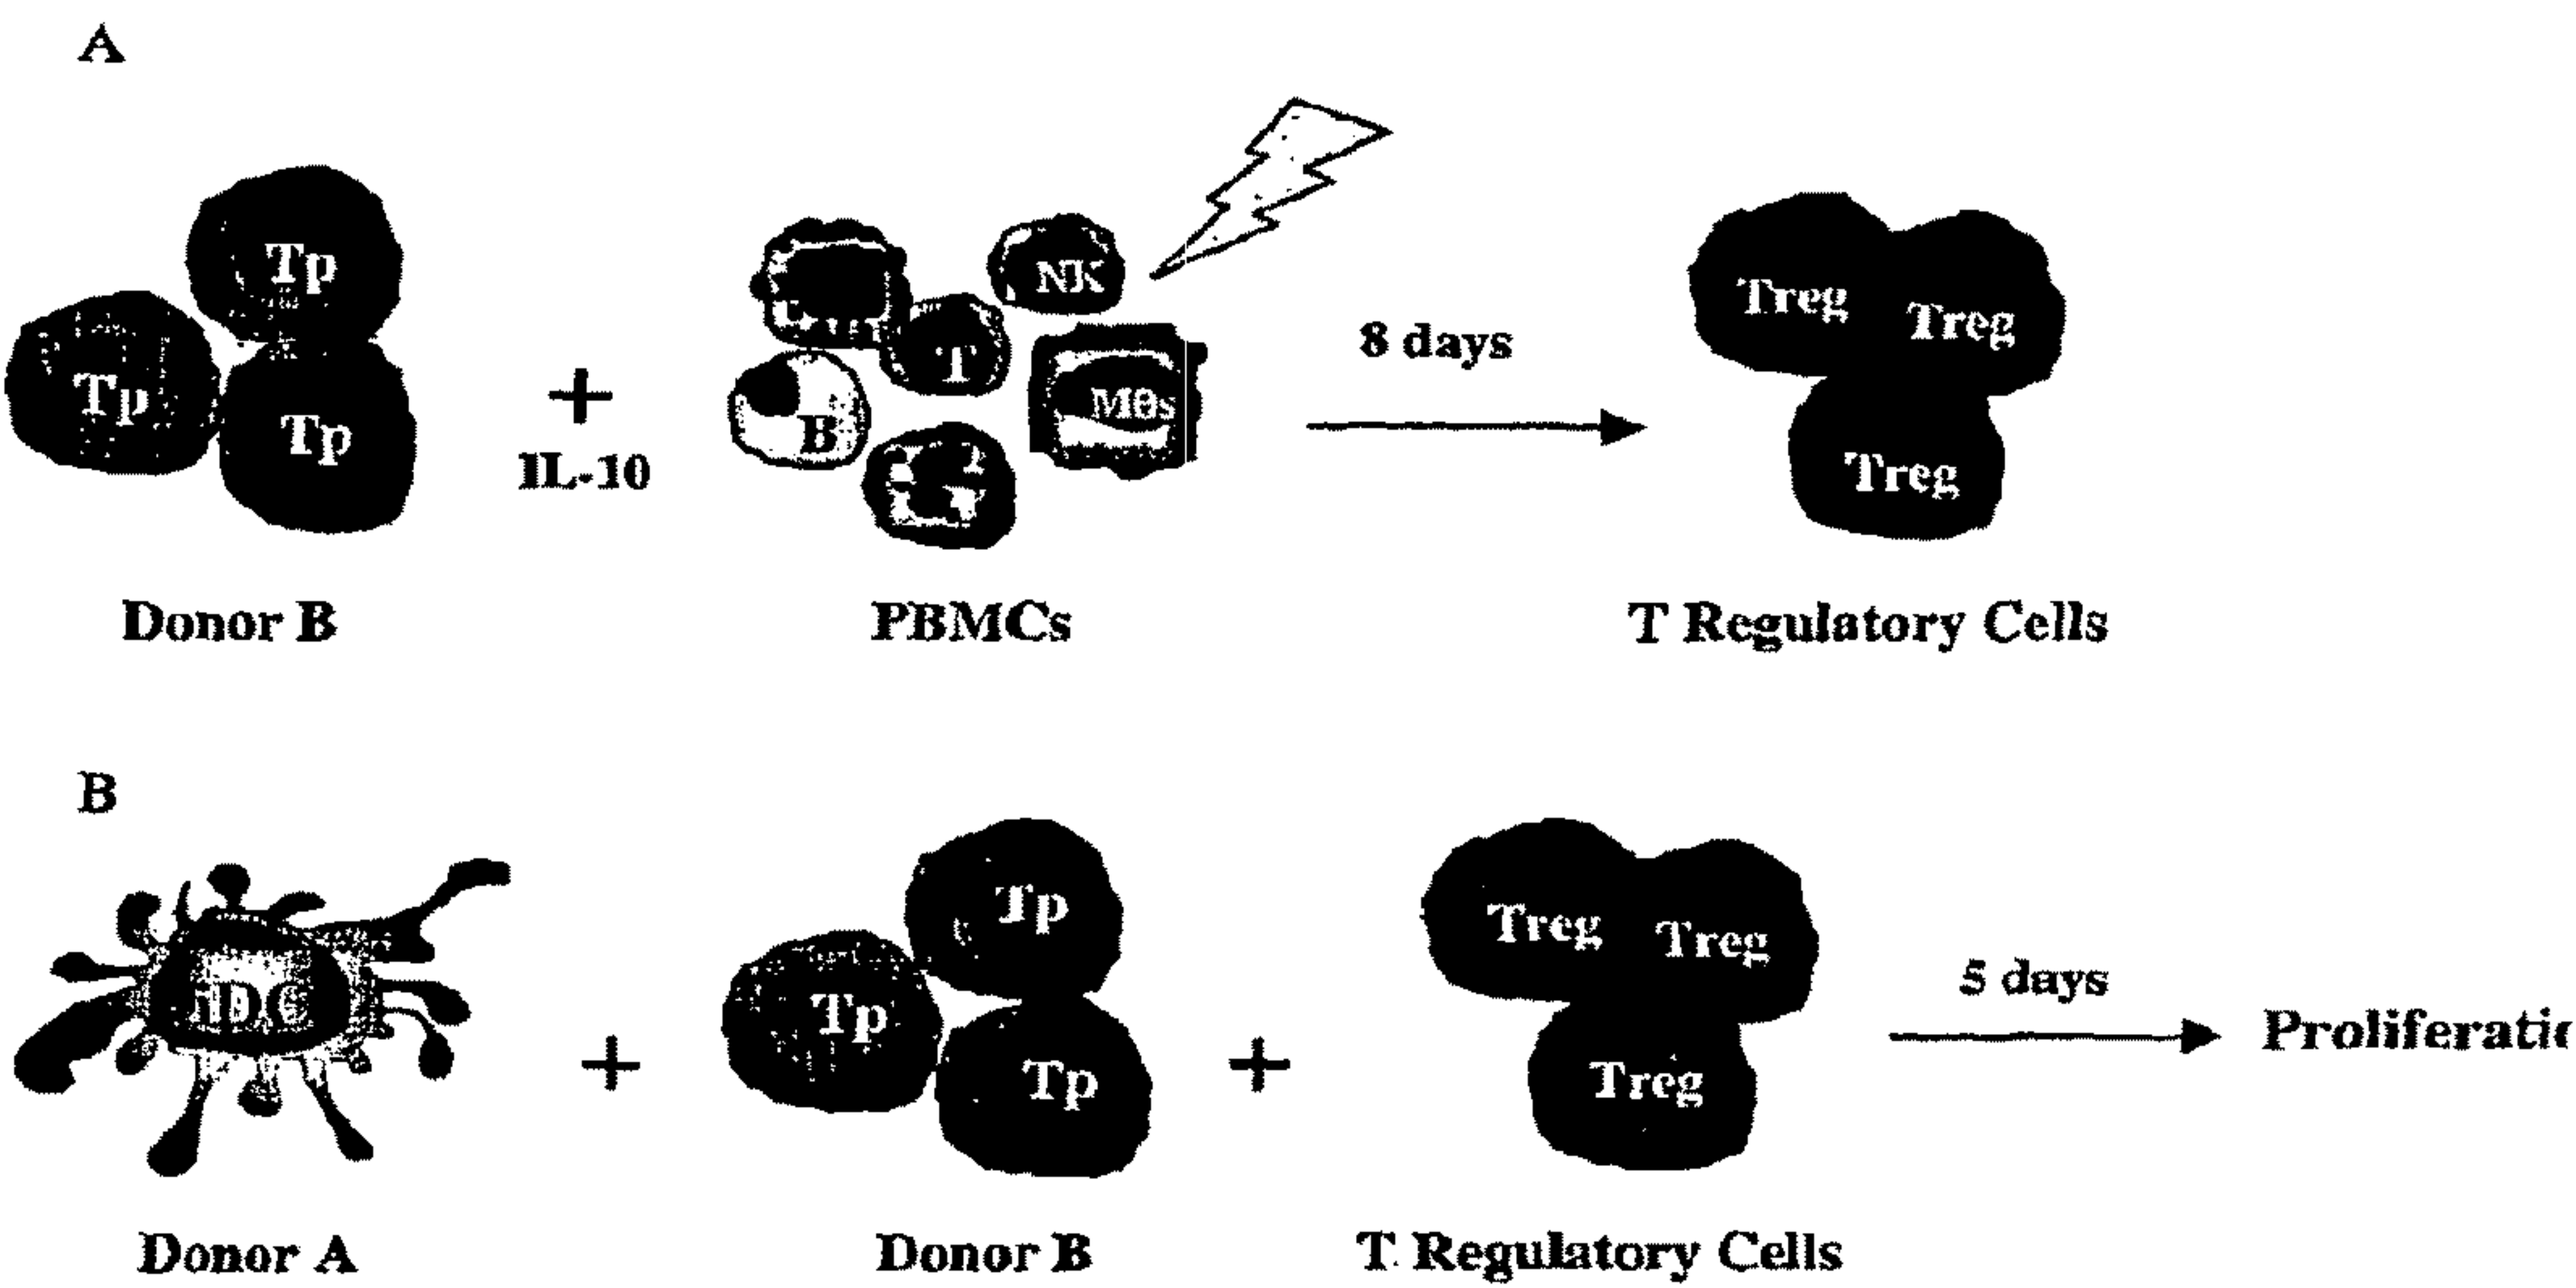 A
Tp
NK
Tp
T
8 days
Treg
Treg
Tp
+
B
Mθs
IL-10
Treg
Donor B
PBMCs
T Regulatory Cells
B
Tp
Treg
Treg
iDC
Tp
5 days
+
Tp
+
Treg
Proliferatic
Donor A
Donor B
T Regulatory Cells